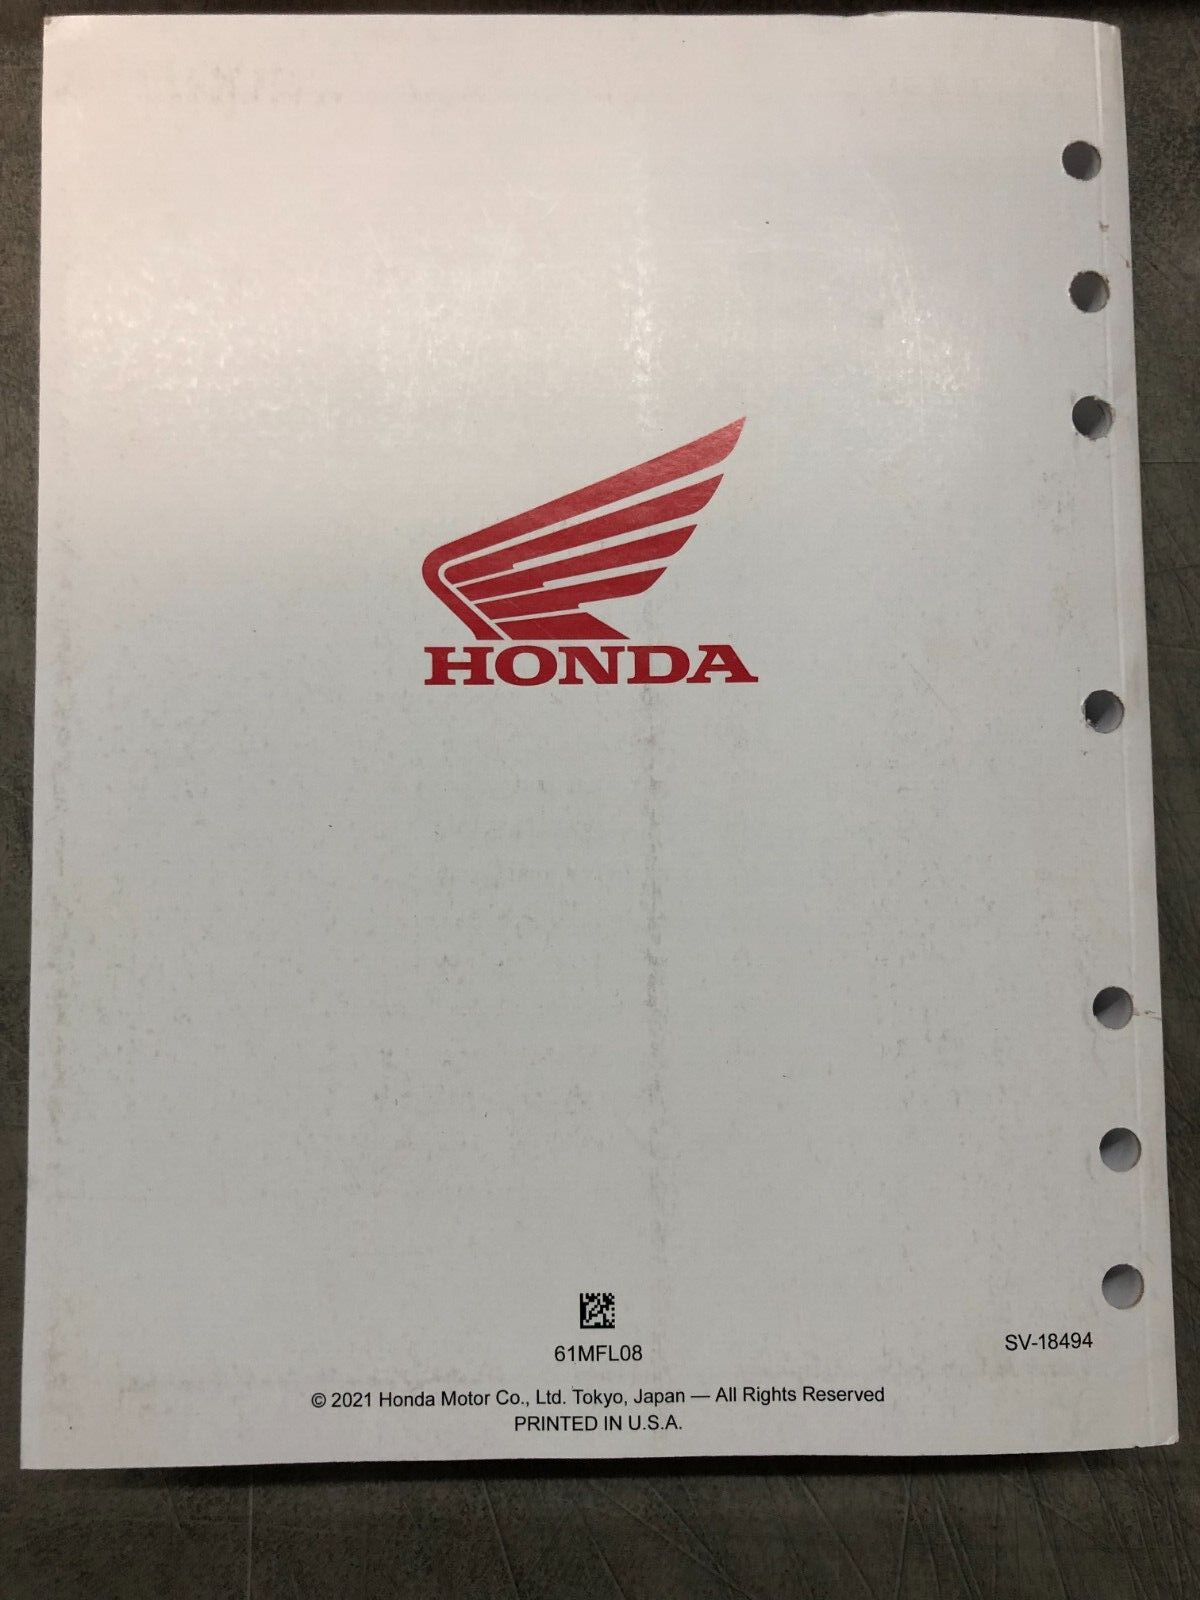 HONDA
61MFL08
SV-18494
© 2021 Honda Motor Co., Ltd. Tokyo, Japan — All Rights Reserved
PRINTED IN U.S.A.